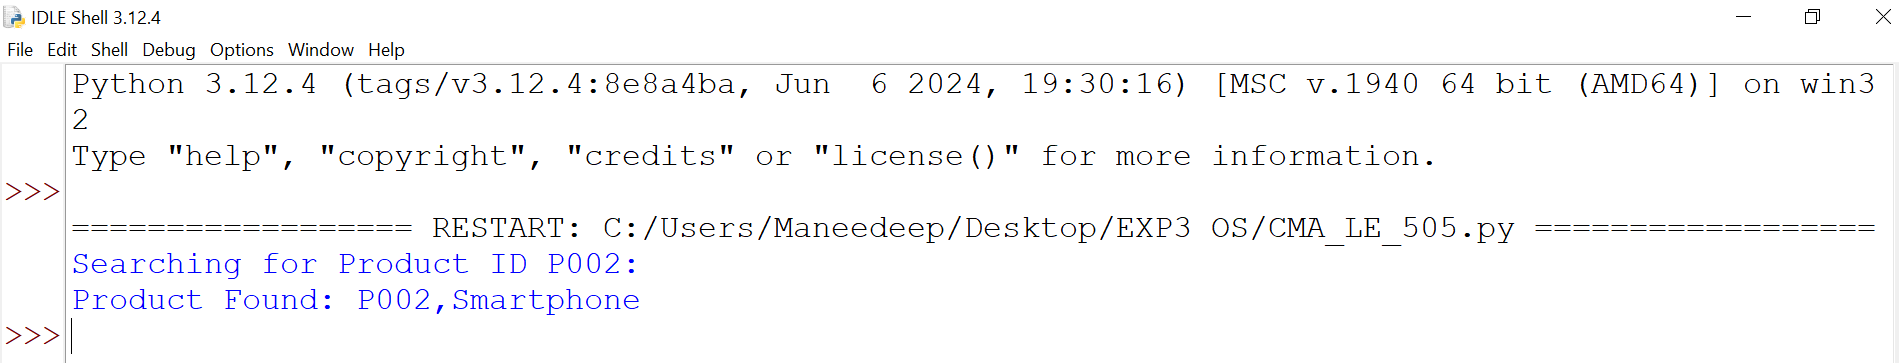 IDLE Shell 3.12.4
File Edit Shell Debug Options Window Help
Python 3.12.4 (tags/v3.12.4:8e8a4ba, Jun  6 2024, 19:30:16) [MSC v.1940 64 bit (AMD64)] on win3
2
Type "help", "copyright", "credits" or "license()" for more information.
>>>
================== RESTART: C:/Users/Maneedeep/Desktop/EXP3 OS/CMA_LE_505.py ==================
Searching for Product ID P002:
Product Found: P002,Smartphone
>>>